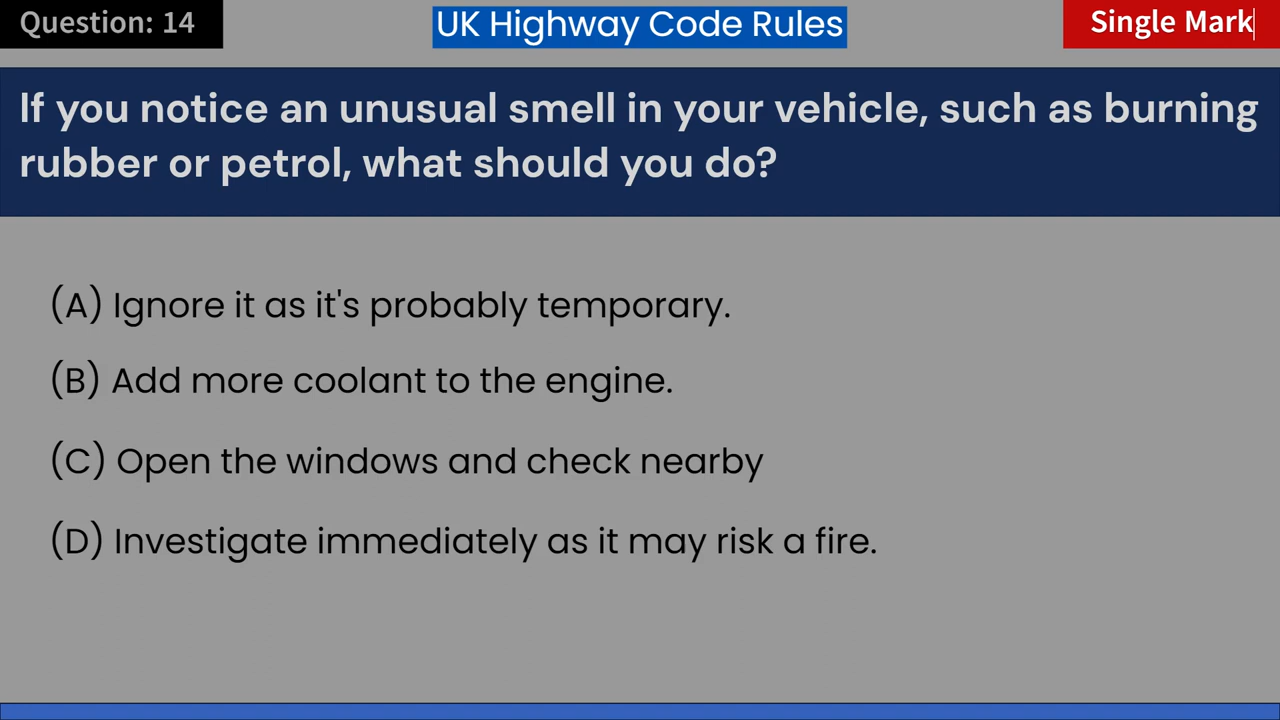 Question: 14
UK Highway Code Rules
Single Mark
If you notice an unusual smell in your vehicle, such as burning
rubber or petrol, what should you do?
(A) Ignore it as it's probably temporary.
(B) Add more coolant to the engine.
(C) Open the windows and check nearby
(D) Investigate immediately as it may risk a fire.